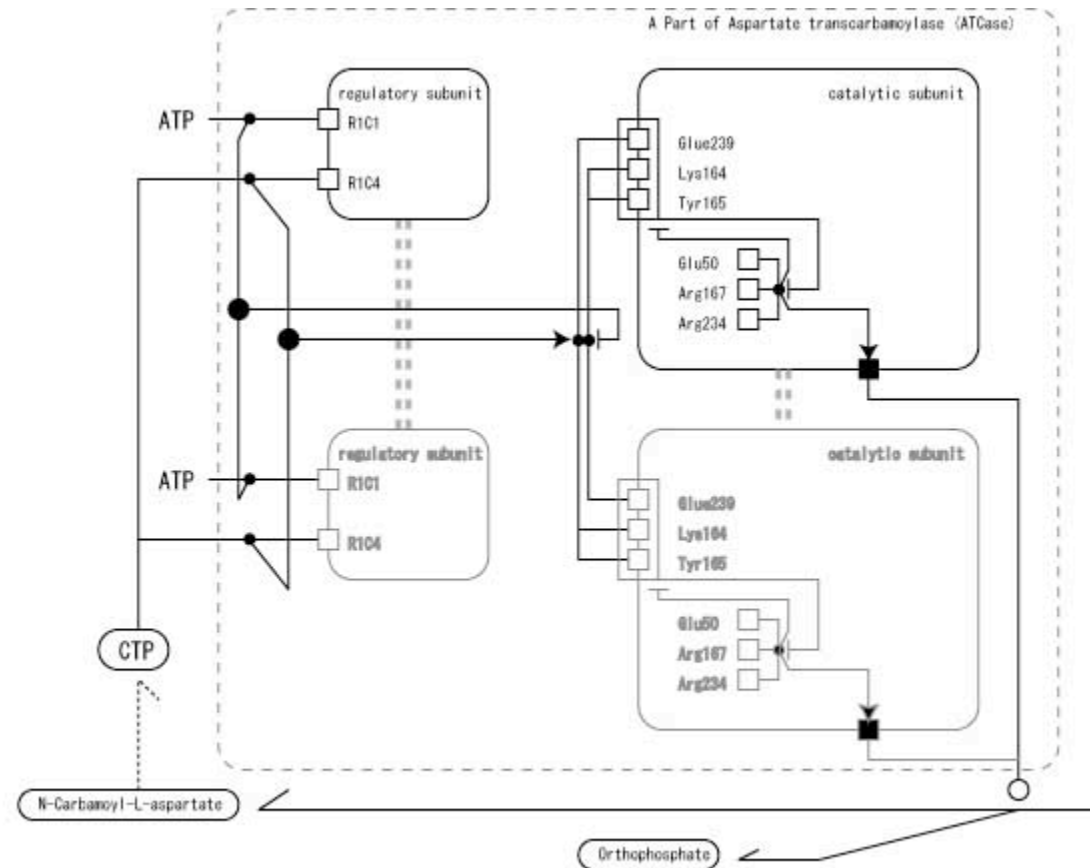 A Part of Aspartate transcarbamoylase (ATCase)
regulatory subunit
catalytic subunit
ATP
R1C1
R1C4
Glue239
Lys164
Tyr165
Glu50
Arg167
Arg234
regulatory subunit
catalytic subunit
ATP
R1C1
R1C4
Glue239
Lys164
Tyr165
Glu50
Arg167
Arg234
CTP
N-Carbamoyl-L-aspartate
Orthophosphate